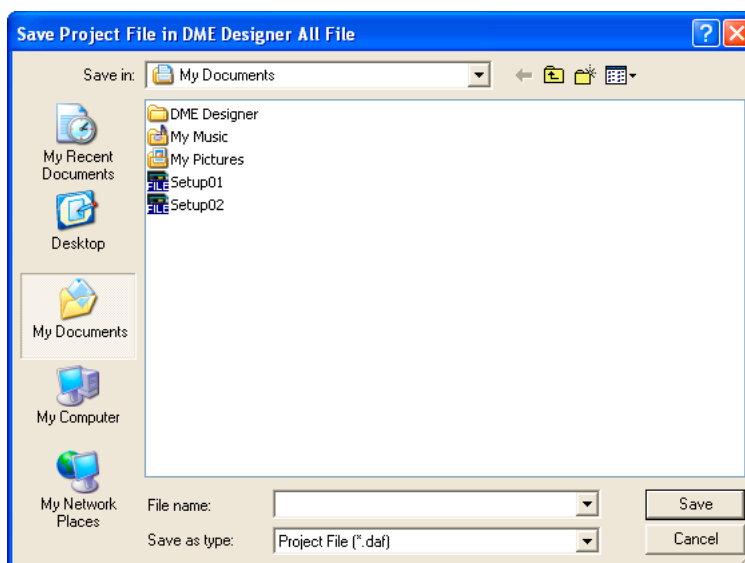 Save Project File in DME Designer All File
Save in:
My Documents
DME Designer
My Music
My Pictures
FILE Setup01
FILE Setup02
My Recent
Documents
Desktop
My Documents
My Computer
My Network
Places
File name:
Save
Save as type:
Project File (*.daf)
Cancel